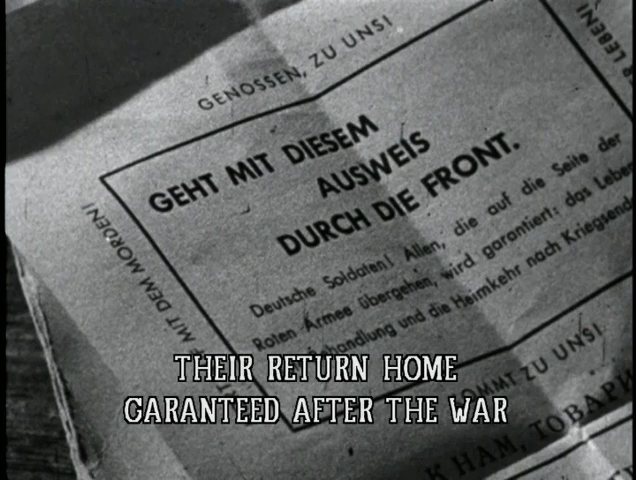 GENOSSEN, ZU UNS!
LEBEN!
GEHT MIT DIESEM
AUSWEIS
DURCH DIE FRONT.
MIT DEM MORDEN!
Deutsche Soldaten! Allen, die auf die Seite der
Roten Armee übergehen, wird garantiert: das Leben
und die Heimkehr nach
ZU UNS!
К НАМ,
THEIR RETURN HOME
GARANTEED AFTER THE WAR